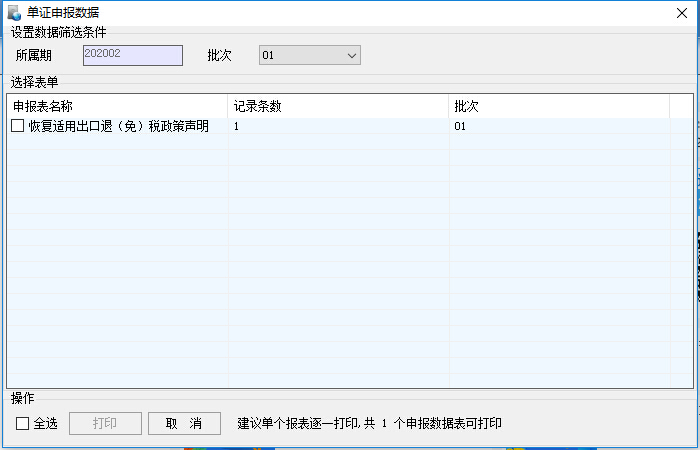 单证申报数据
设置数据筛选条件
所属期 202002 批次 01
选择表单
申报表名称 记录条数 批次
恢复适用出口退（免）税政策声明 1 01
操作
全选 打印 取 消 建议单个报表逐一打印,共 1 个申报数据表可打印